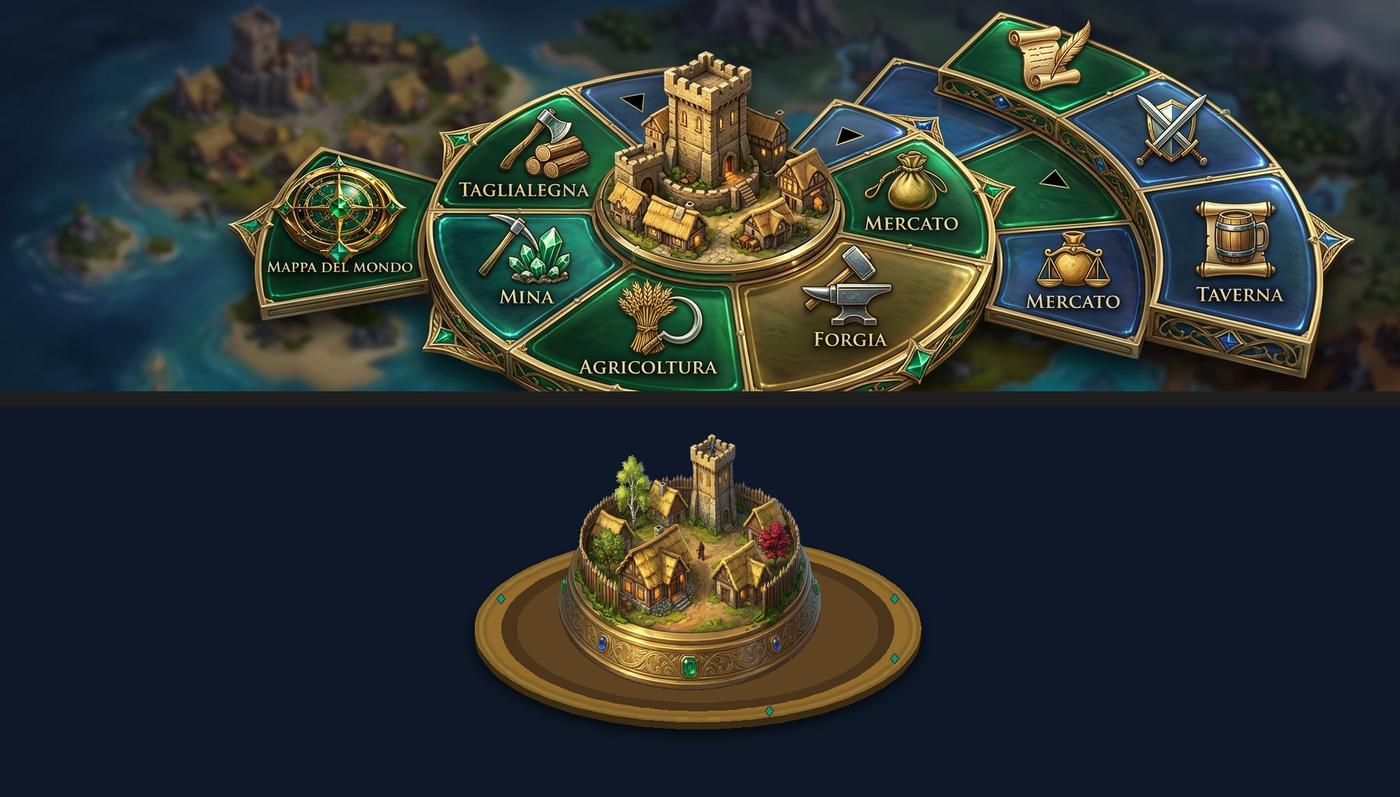 TAGLIALEGNA
MERCATO
MAPPA DEL MONDO
MINA
MERCATO
TAVERNA
FORGIA
AGRICOLTURA